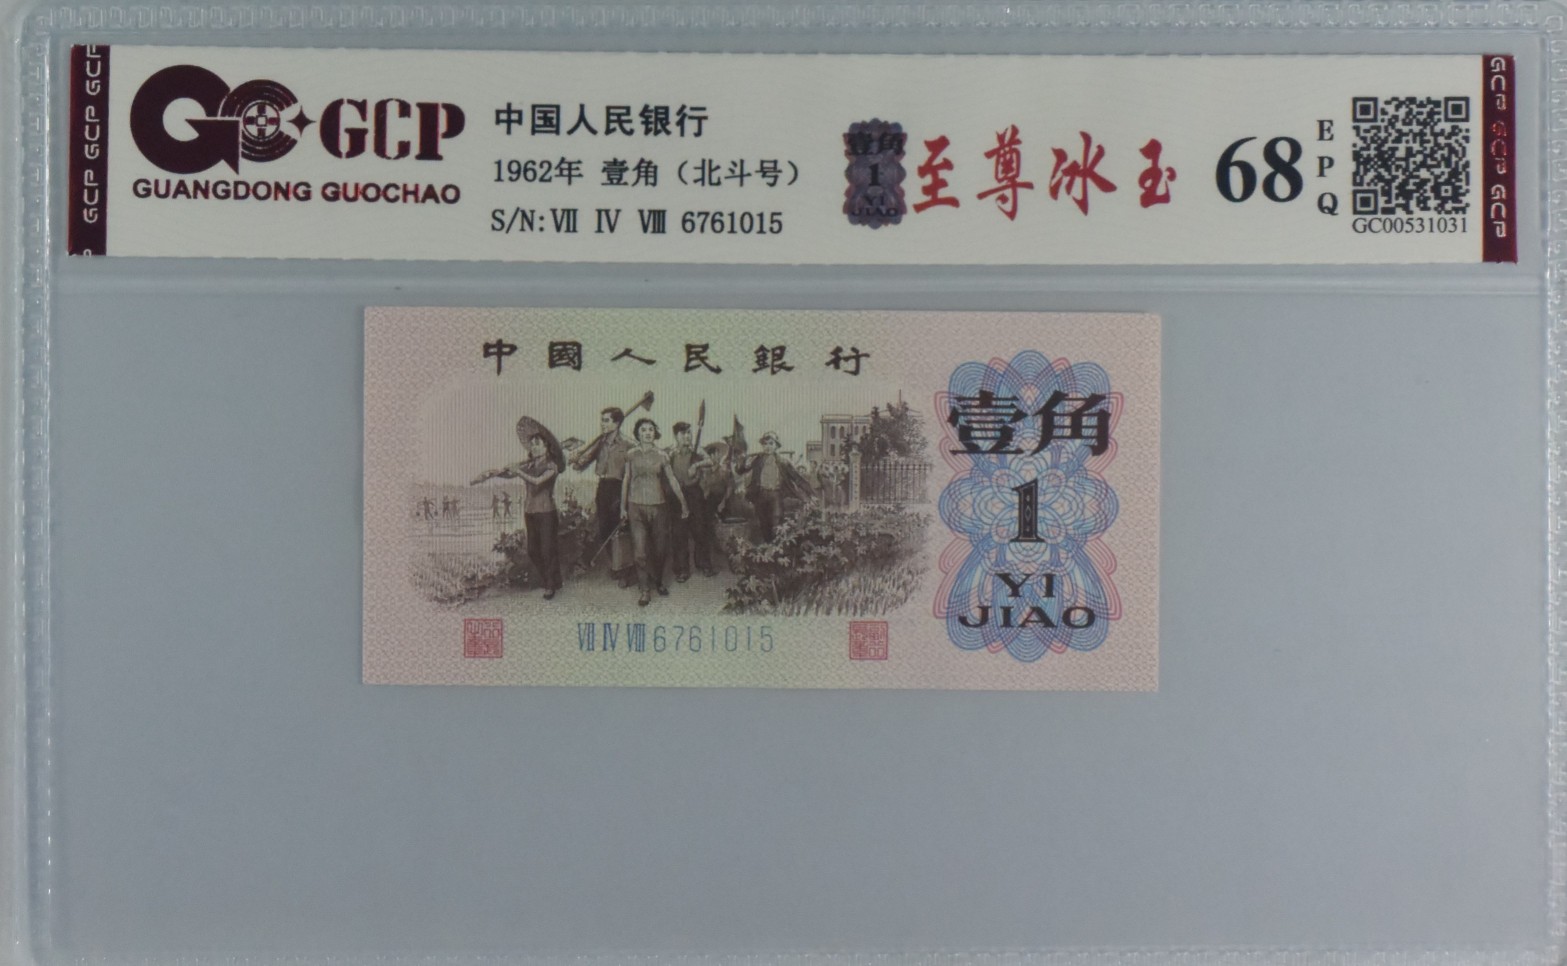 GCP
GUANGDONG GUOCHAO
中国人民银行
1962年 壹角（北斗号）
S/N: Ⅶ Ⅳ Ⅷ 6761015
壹角
1
YI
JIAO
至尊冰玉
68
EPQ
GC00531031
GCP GCP GCP
GCP GCP GCP
中國人民銀行
壹角
1
YI
JIAO
Ⅶ Ⅳ Ⅷ 6761015